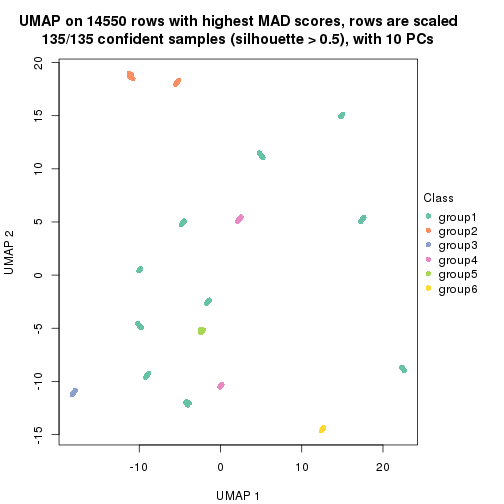 UMAP on 14550 rows with highest MAD scores, rows are scaled
135/135 confident samples (silhouette > 0.5), with 10 PCs
20
15
10
5
0
-5
-10
-15
UMAP 2
-10
0
10
20
UMAP 1
Class
group1
group2
group3
group4
group5
group6